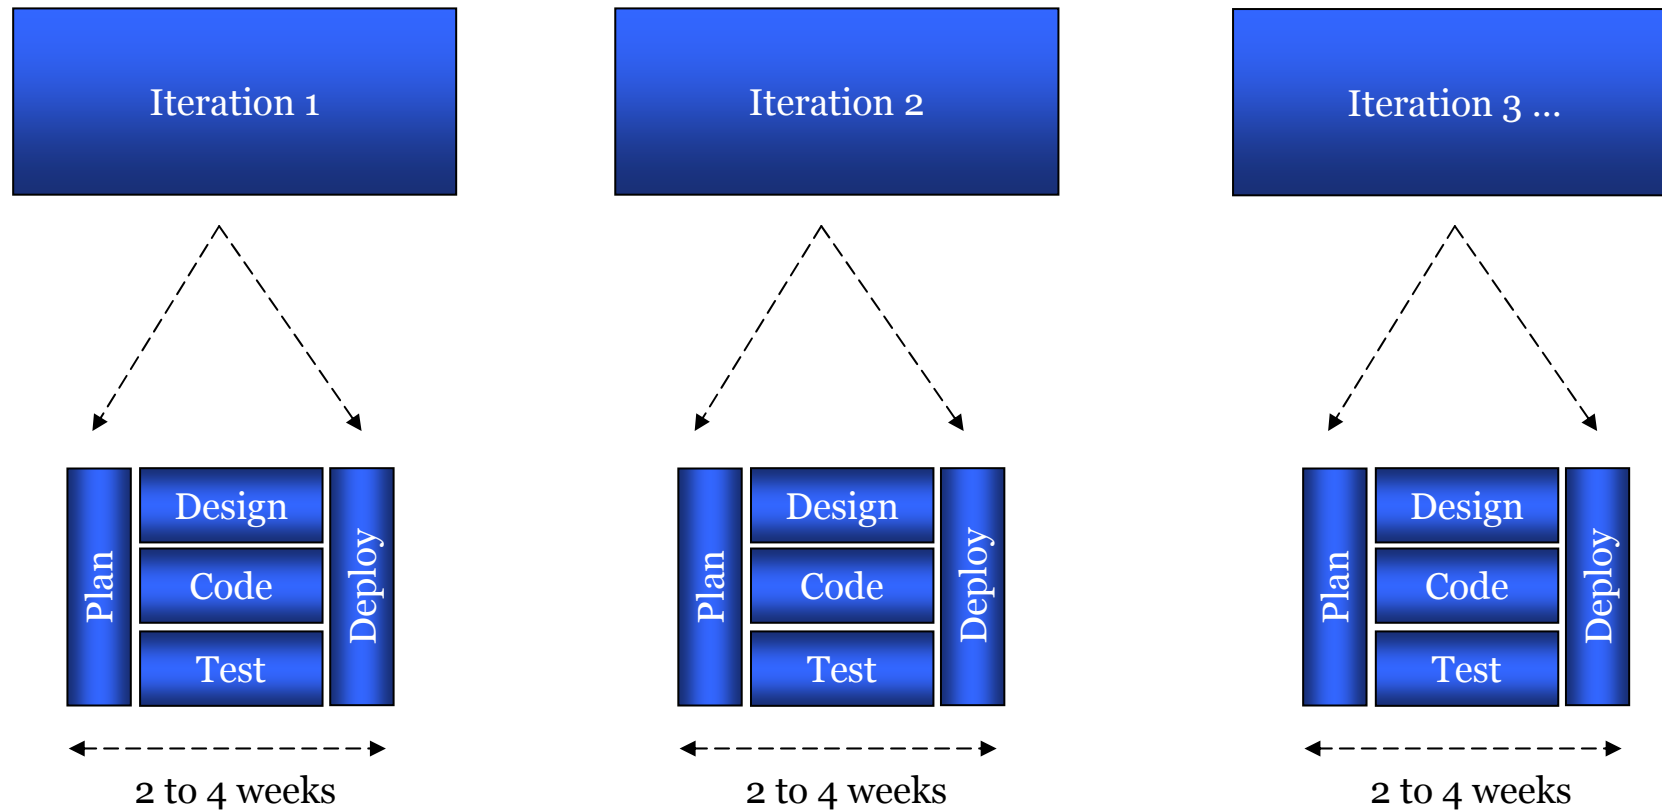 Iteration 1
Iteration 2
Iteration 3 ...
Plan
Design
Code
Test
Deploy
2 to 4 weeks
Plan
Design
Code
Test
Deploy
2 to 4 weeks
Plan
Design
Code
Test
Deploy
2 to 4 weeks